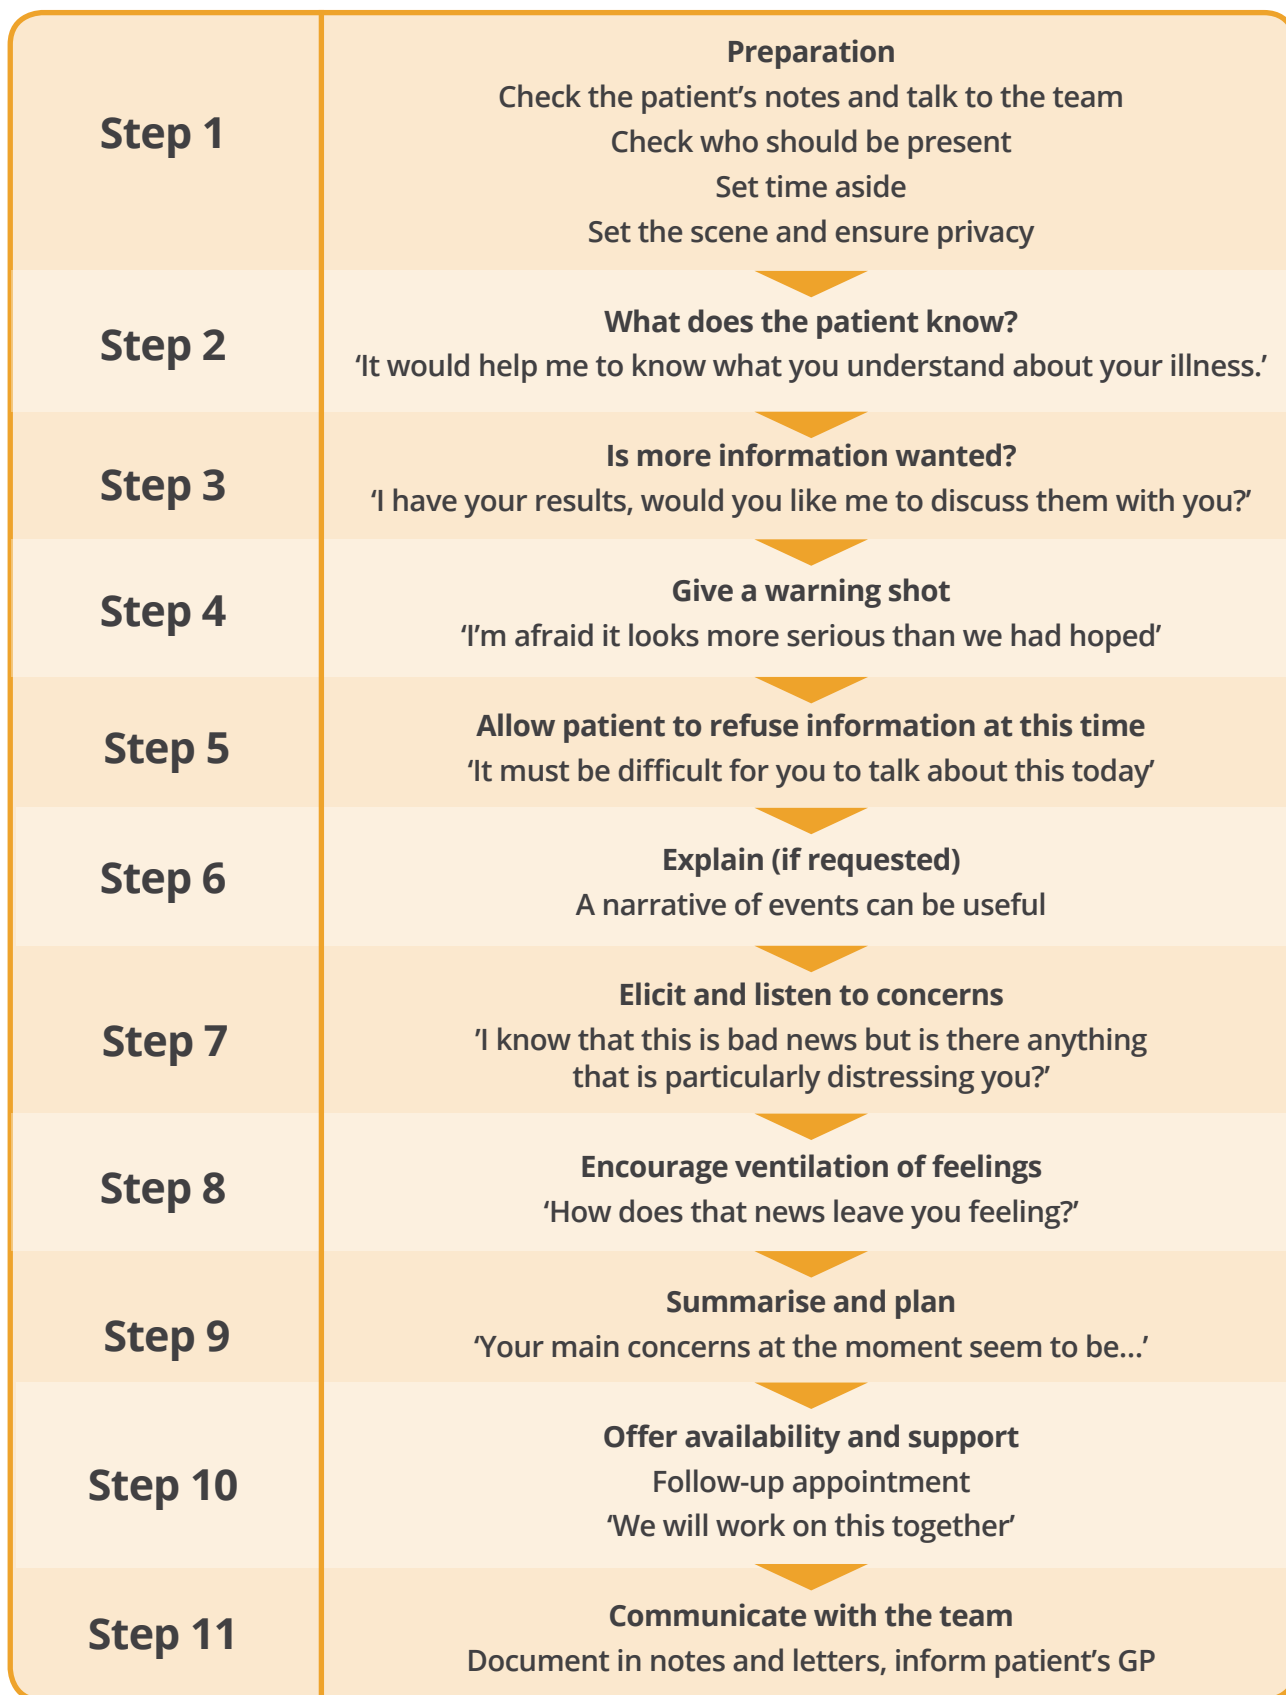 Step 1
Preparation
Check the patient’s notes and talk to the team
Check who should be present
Set time aside
Set the scene and ensure privacy
Step 2
What does the patient know?
‘It would help me to know what you understand about your illness.’
Step 3
Is more information wanted?
‘I have your results, would you like me to discuss them with you?’
Step 4
Give a warning shot
‘I’m afraid it looks more serious than we had hoped’
Step 5
Allow patient to refuse information at this time
‘It must be difficult for you to talk about this today’
Step 6
Explain (if requested)
A narrative of events can be useful
Step 7
Elicit and listen to concerns
’I know that this is bad news but is there anything
that is particularly distressing you?’
Step 8
Encourage ventilation of feelings
‘How does that news leave you feeling?’
Step 9
Summarise and plan
‘Your main concerns at the moment seem to be...’
Step 10
Offer availability and support
Follow-up appointment
‘We will work on this together’
Step 11
Communicate with the team
Document in notes and letters, inform patient’s GP